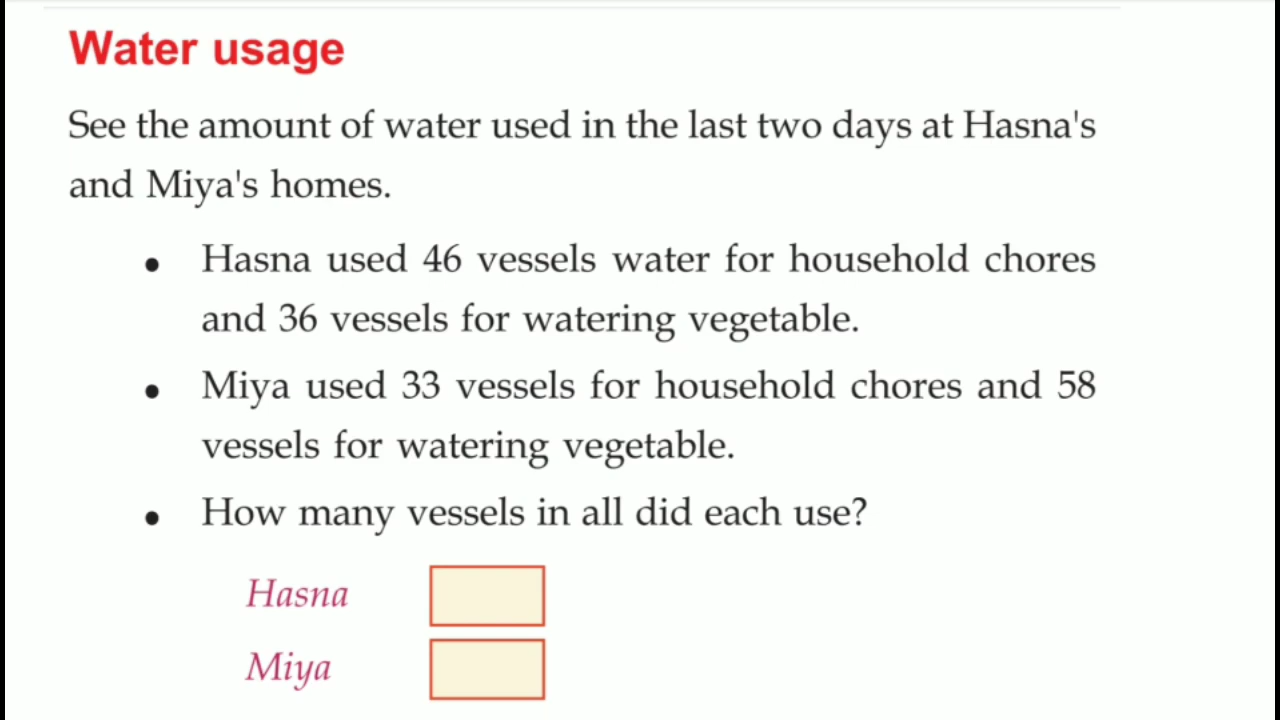 Water usage
See the amount of water used in the last two days at Hasna's
and Miya's homes.
• Hasna used 46 vessels water for household chores
and 36 vessels for watering vegetable.
• Miya used 33 vessels for household chores and 58
vessels for watering vegetable.
• How many vessels in all did each use?
Hasna
Miya